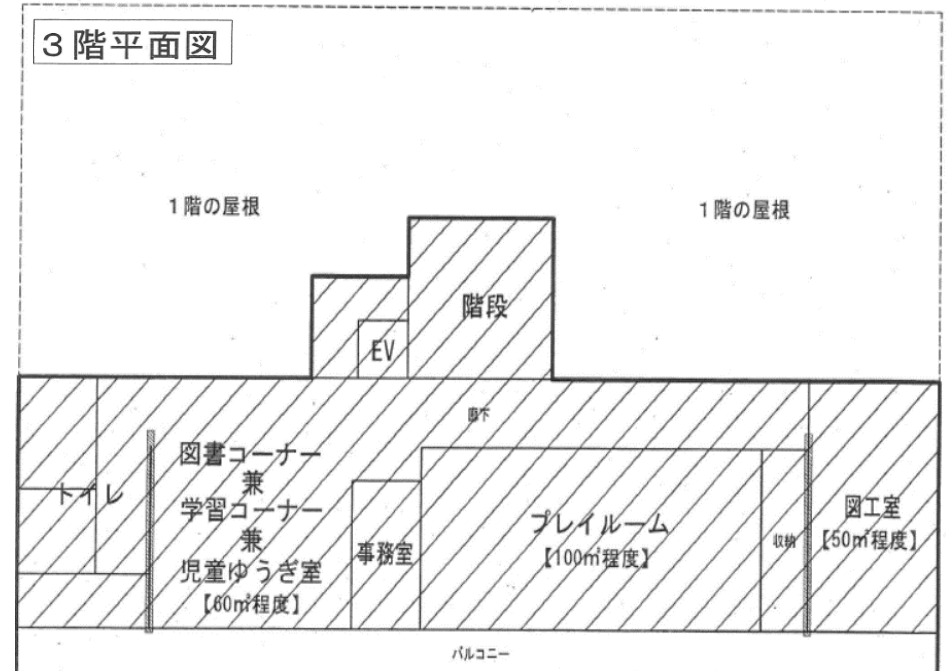 3階平面図
1階の屋根
1階の屋根
階段
EV
廊下
図書コーナー
兼
学習コーナー
兼
児童ゆうぎ室
【60㎡程度】
トイレ
事務室
プレイルーム
【100㎡程度】
収納
図工室
【50㎡程度】
バルコニー